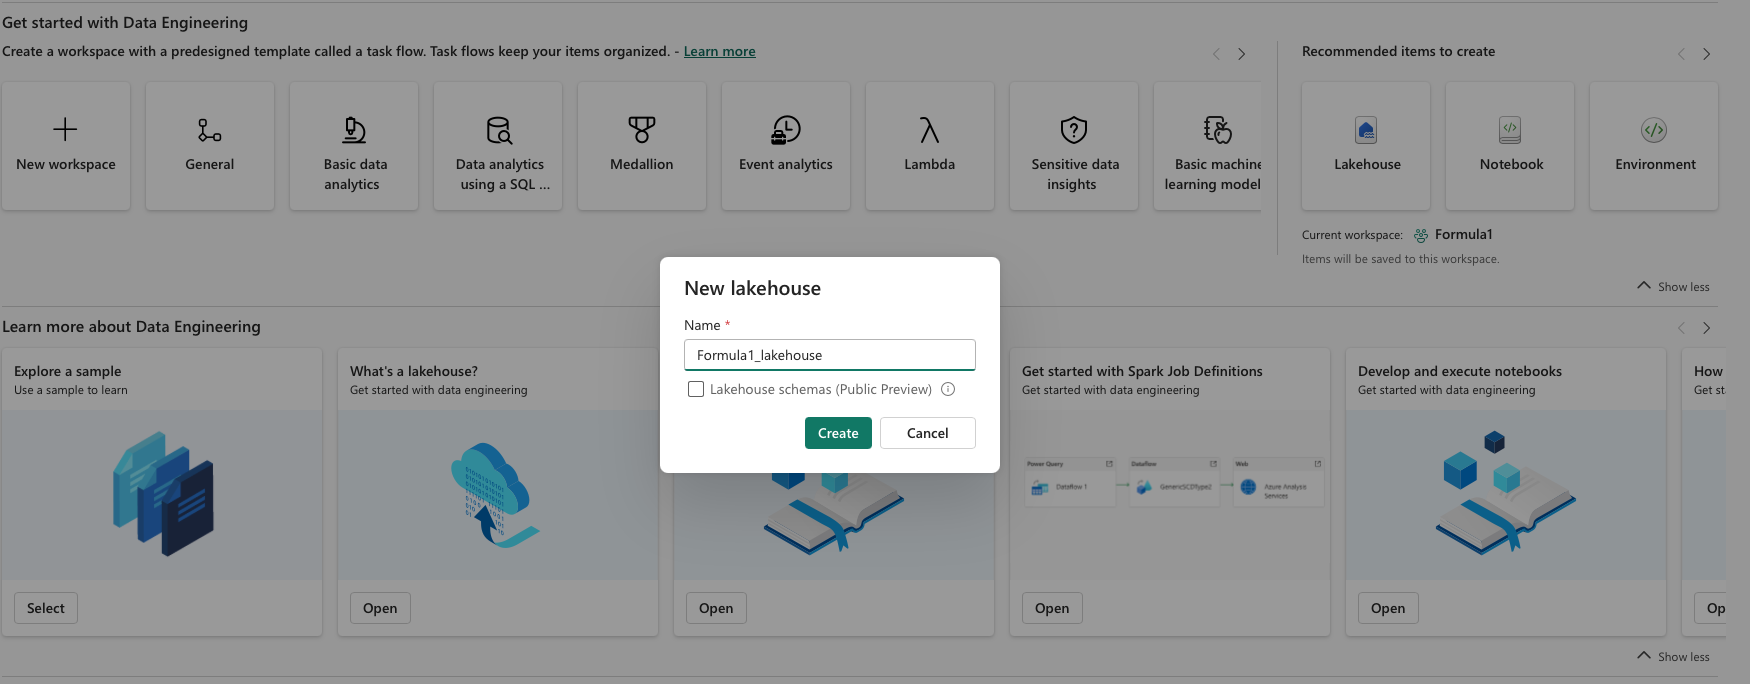 Get started with Data Engineering
Create a workspace with a predesigned template called a task flow. Task flows keep your items organized. - Learn more
New workspace
General
Basic data
analytics
Data analytics
using a SQL ...
Medallion
Event analytics
Lambda
Sensitive data
insights
Basic machine
learning model
Recommended items to create
Lakehouse
Notebook
Environment
Current workspace: Formula1
Items will be saved to this workspace.
Show less
New lakehouse
Name *
Formula1_lakehouse
Lakehouse schemas (Public Preview)
Create
Cancel
Learn more about Data Engineering
Explore a sample
Use a sample to learn
Select
What's a lakehouse?
Get started with data engineering
Open
Open
Get started with Spark Job Definitions
Get started with data engineering
Power Query
Dataflow 1
Dataflow
GenericSCDType2
Web
Azure Analysis
Services
Open
Develop and execute notebooks
Get started with data engineering
Open
How
Get st
Op
Show less